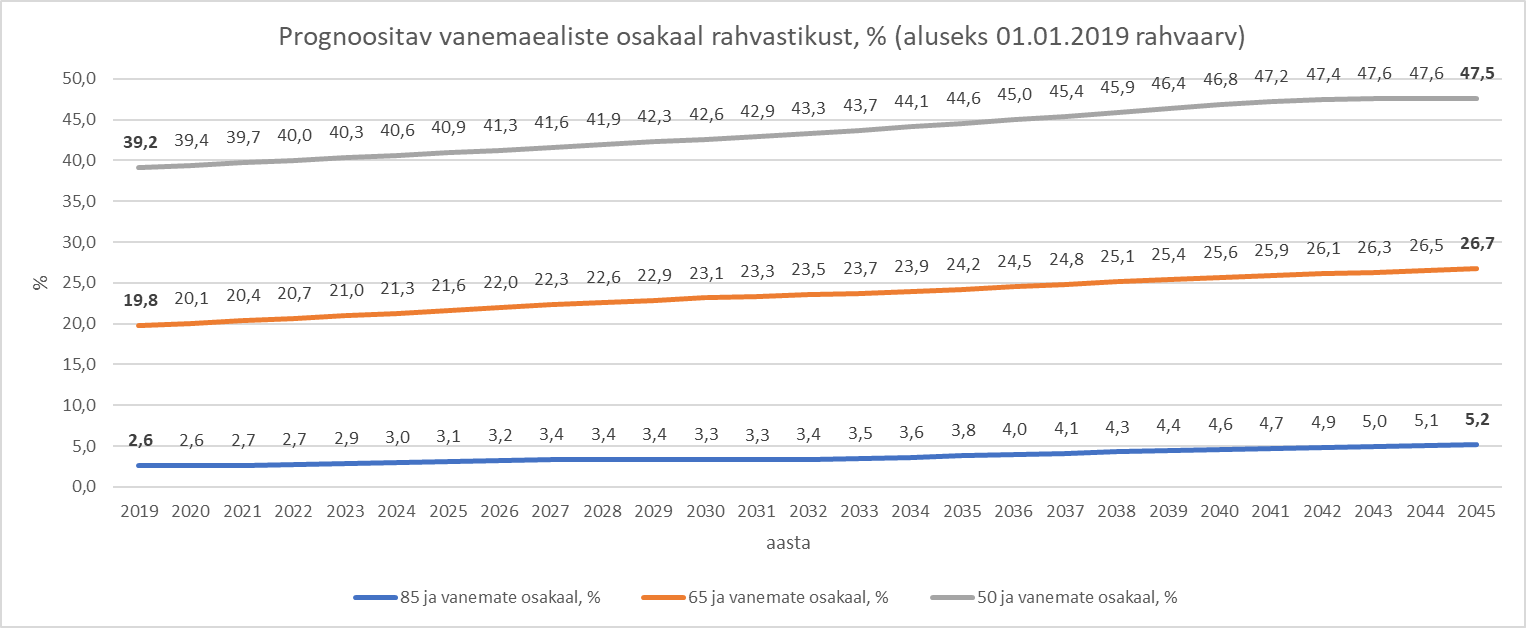 Prognoositav vanemaealiste osakaal rahvastikust, % (aluseks 01.01.2019 rahvaarv)
50,0
45,0
40,0
35,0
30,0
25,0
20,0
15,0
10,0
5,0
0,0
%
39,2 39,4 39,7 40,0 40,3 40,6 40,9 41,3 41,6 41,9 42,3 42,6 42,9 43,3 43,7 44,1 44,6 45,0 45,4 45,9 46,4 46,8 47,2 47,4 47,6 47,6 47,5
19,8 20,1 20,4 20,7 21,0 21,3 21,6 22,0 22,3 22,6 22,9 23,1 23,3 23,5 23,7 23,9 24,2 24,5 24,8 25,1 25,4 25,6 25,9 26,1 26,3 26,5 26,7
2,6 2,6 2,7 2,7 2,9 3,0 3,1 3,2 3,4 3,4 3,4 3,3 3,3 3,4 3,5 3,6 3,8 4,0 4,1 4,3 4,4 4,6 4,7 4,9 5,0 5,1 5,2
2019 2020 2021 2022 2023 2024 2025 2026 2027 2028 2029 2030 2031 2032 2033 2034 2035 2036 2037 2038 2039 2040 2041 2042 2043 2044 2045
aasta
85 ja vanemate osakaal, % 65 ja vanemate osakaal, % 50 ja vanemate osakaal, %